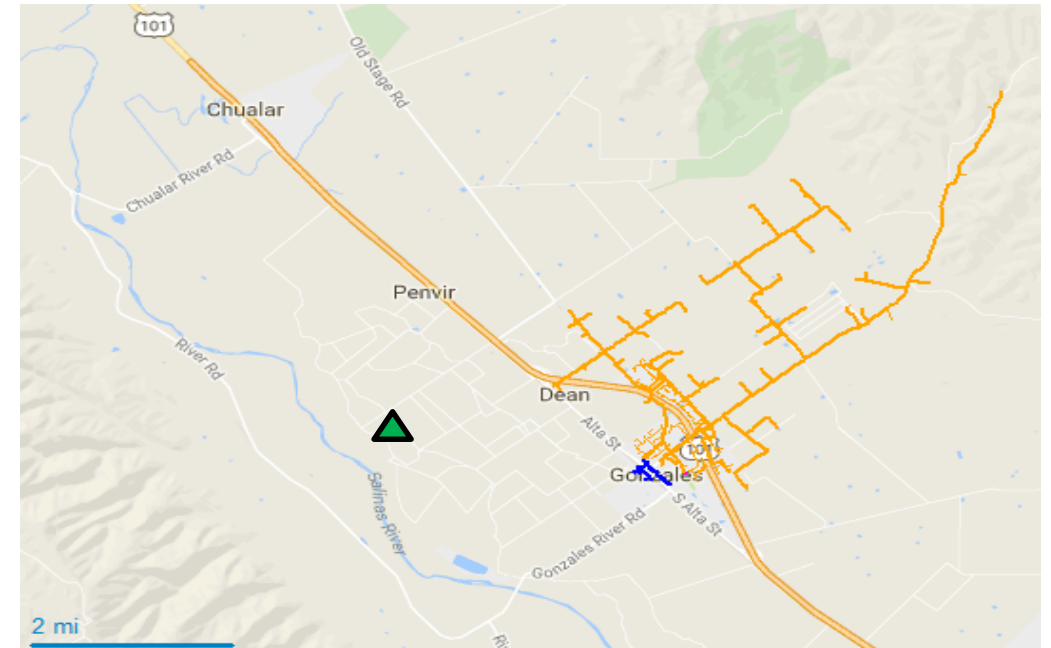 101
Old Stage Rd
Chualar
Chualar River Rd
Penvir
River Rd
Dean
Alta St
101
Gonzales
Salinas River
S Alta St
Gonzales River Rd
2 mi